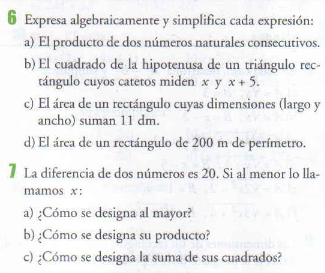 6 Expresa algebraicamente y simplifica cada expresión:
a) El producto de dos números naturales consecutivos.
b) El cuadrado de la hipotenusa de un triángulo rec-
tángulo cuyos catetos miden x y x + 5.
c) El área de un rectángulo cuyas dimensiones (largo y
ancho) suman 11 dm.
d) El área de un rectángulo de 200 m de perímetro.
7 La diferencia de dos números es 20. Si al menor lo lla-
mamos x:
a) ¿Cómo se designa al mayor?
b) ¿Cómo se designa su producto?
c) ¿Cómo se designa la suma de sus cuadrados?